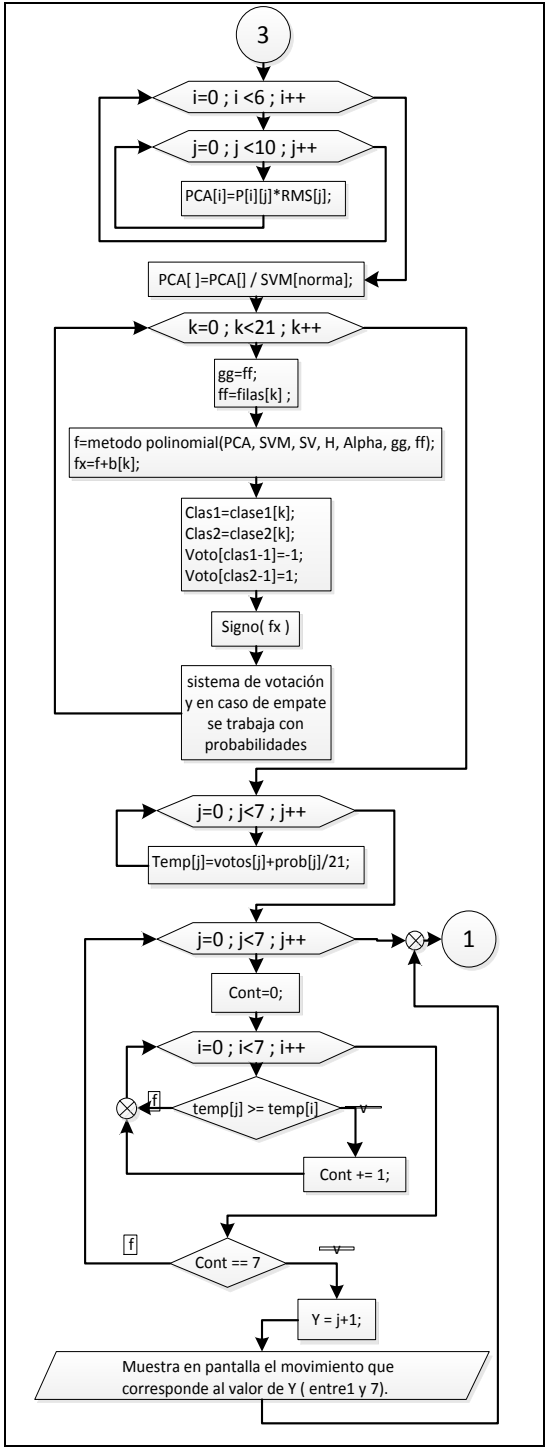 3
i=0 ; i <6 ; i++
j=0 ; j <10 ; j++
PCA[i]=P[i][j]*RMS[j];
PCA[ ]=PCA[] / SVM[norma];
k=0 ; k<21 ; k++
gg=ff;
ff=filas[k] ;
f=metodo polinomial(PCA, SVM, SV, H, Alpha, gg, ff);
fx=f+b[k];
Clas1=clase1[k];
Clas2=clase2[k];
Voto[clas1-1]=-1;
Voto[clas2-1]=1;
Signo( fx )
sistema de votación
y en caso de empate
se trabaja con
probabilidades
j=0 ; j<7 ; j++
Temp[j]=votos[j]+prob[j]/21;
j=0 ; j<7 ; j++
1
Cont=0;
i=0 ; i<7 ; i++
f
temp[j] >= temp[i]
v
Cont += 1;
f
Cont == 7
v
Y = j+1;
Muestra en pantalla el movimiento que
corresponde al valor de Y ( entre1 y 7).